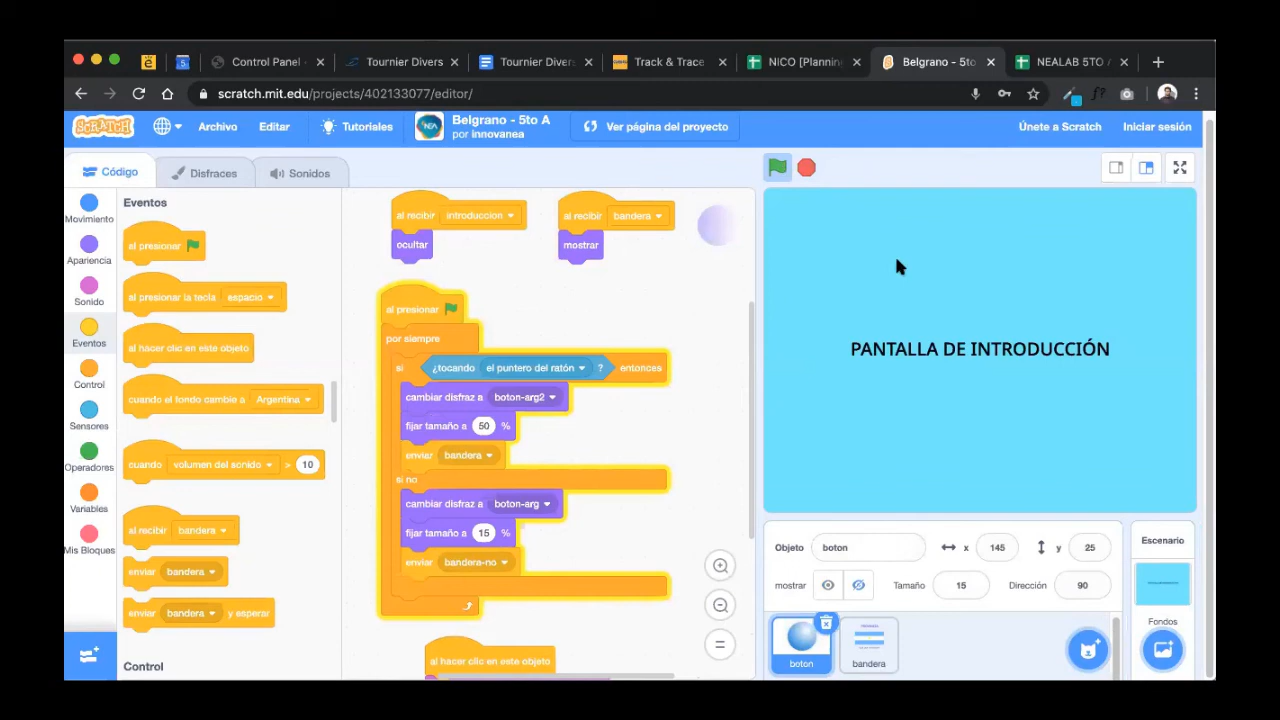 Control Panel -
Tournier Divers
Tournier Divers
Track & Trace
NICO [Planning
Belgrano - 5to
NEALAB 5TO
scratch.mit.edu/projects/402133077/editor/
SCRATCH
Archivo
Editar
Tutoriales
Belgrano - 5to A
por innovanea
Ver página del proyecto
Únete a Scratch
Iniciar sesión
Código
Disfraces
Sonidos
Movimiento
Apariencia
Sonido
Eventos
Control
Sensores
Operadores
Variables
Mis Bloques
Eventos
al presionar
al presionar la tecla espacio
al hacer clic en este objeto
cuando el fondo cambie a Argentina
cuando volumen del sonido > 10
al recibir bandera
enviar bandera
enviar bandera y esperar
Control
al recibir introduccion
ocultar
al recibir bandera
mostrar
al presionar
por siempre
si ¿tocando el puntero del ratón ? entonces
cambiar disfraz a boton-arg2
fijar tamaño a 50 %
enviar bandera
si no
cambiar disfraz a boton-arg
fijar tamaño a 15 %
enviar bandera-no
al hacer clic en este objeto
PANTALLA DE INTRODUCCIÓN
Objeto boton x 145 y 25
mostrar Tamaño 15 Dirección 90
boton
bandera
Escenario
Fondos